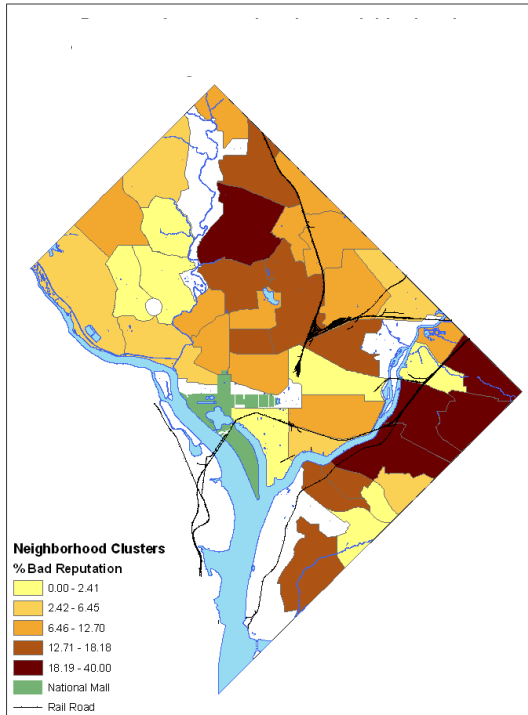 Neighborhood Clusters
% Bad Reputation
0.00 - 2.41
2.42 - 6.45
6.46 - 12.70
12.71 - 18.18
18.19 - 40.00
National Mall
Rail Road